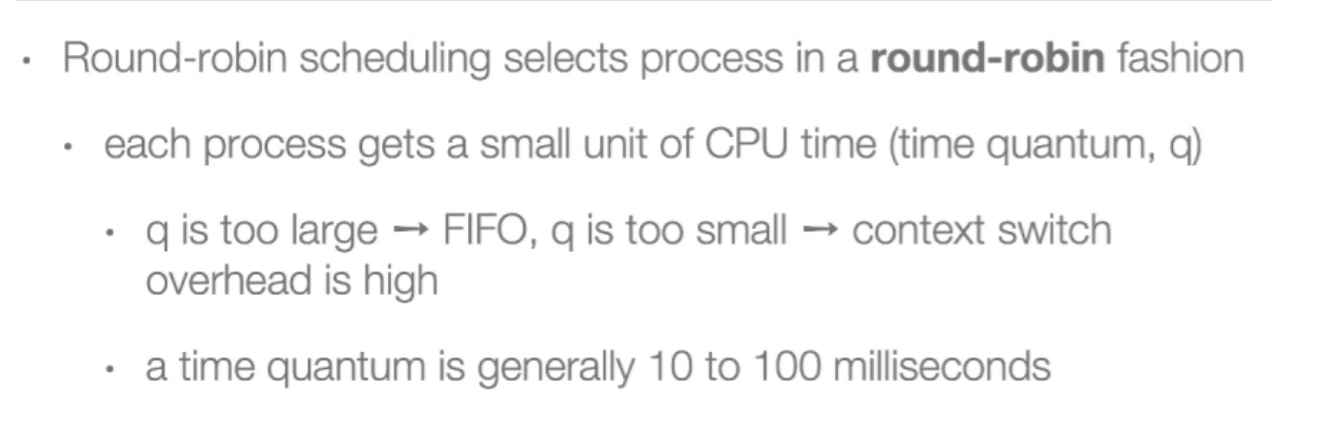 · Round-robin scheduling selects process in a round-robin fashion
· each process gets a small unit of CPU time (time quantum, q)
· q is too large → FIFO, q is too small → context switch
overhead is high
· a time quantum is generally 10 to 100 milliseconds